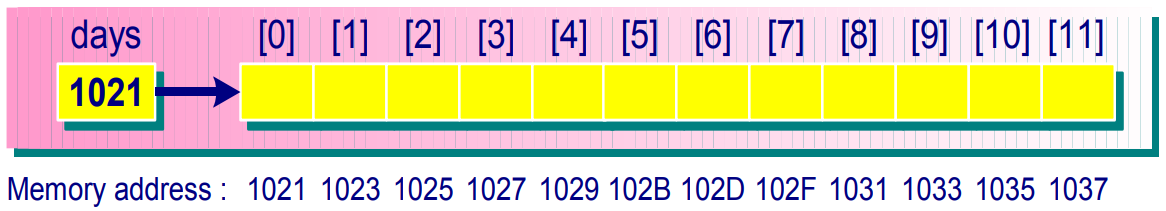 days [0] [1] [2] [3] [4] [5] [6] [7] [8] [9] [10] [11]
1021
Memory address : 1021 1023 1025 1027 1029 102B 102D 102F 1031 1033 1035 1037